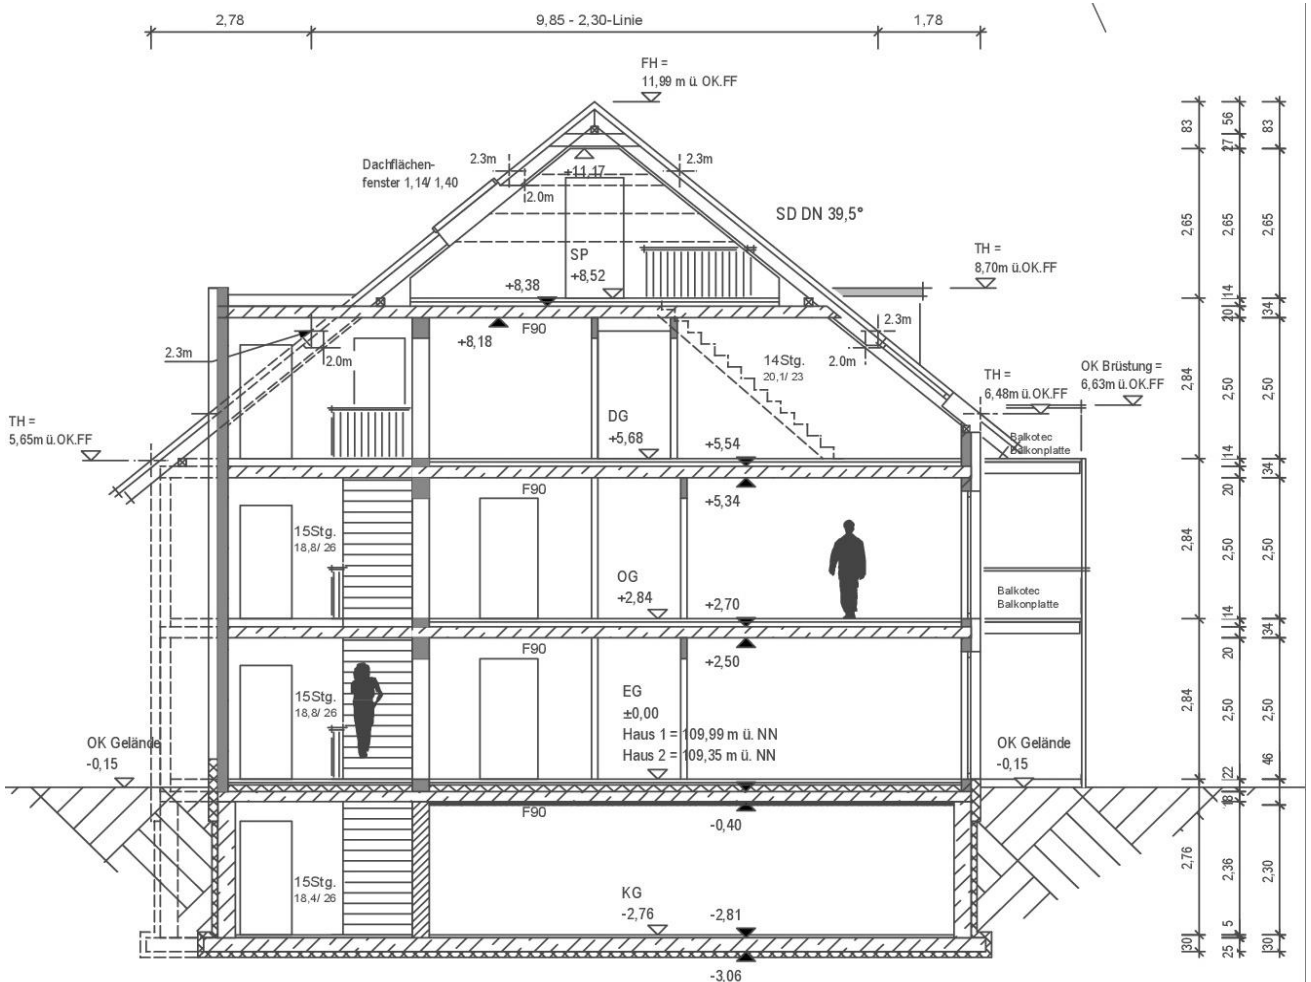 2,78
9,85 - 2,30-Linie
1,78
FH =
11,99 m ü. OK.FF
Dachflächen-
fenster 1,14/ 1,40
2.3m
2.3m
+11,17
2.0m
SD DN 39,5°
SP
+8,52
+8,38
TH =
8,70m ü.OK.FF
F90
+8,18
2.3m
2.0m
2.3m
2.0m
14Stg.
20,1/ 23
TH =
6,48m ü.OK.FF
OK Brüstung =
6,63m ü.OK.FF
TH =
5,65m ü.OK.FF
DG
+5,68
+5,54
Balkotec
Balkonplatte
F90
+5,34
15Stg.
18,8/ 26
OG
+2,84
+2,70
Balkotec
Balkonplatte
F90
+2,50
15Stg.
18,8/ 26
EG
±0,00
Haus 1 = 109,99 m ü. NN
Haus 2 = 109,35 m ü. NN
OK Gelände
-0,15
OK Gelände
-0,15
F90
-0,40
15Stg.
18,4/ 26
KG
-2,76
-2,81
-3.06
83
2,65
2,84
2,84
2,84
2,76
30
56
27
2,65
14
20
2,50
14
20
2,50
14
20
2,50
22
18
2,36
5
25
83
2,65
34
2,50
34
2,50
34
2,50
46
2,30
30